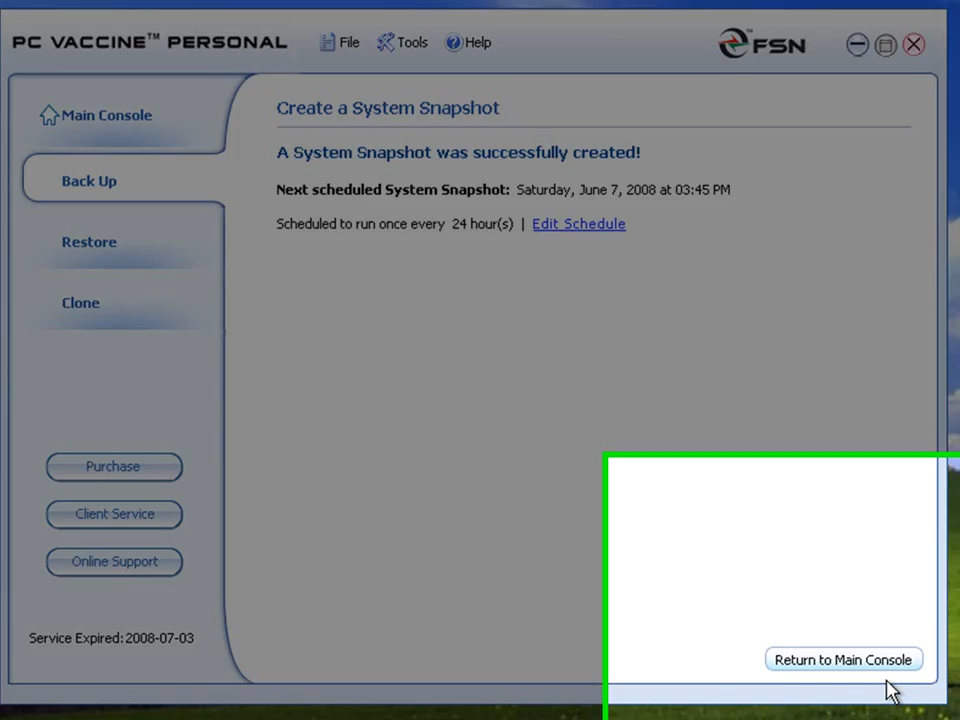 PC VACCINE™ PERSONAL File Tools Help FSN
Main Console
Back Up
Restore
Clone
Purchase
Client Service
Online Support
Service Expired: 2008-07-03
Create a System Snapshot
A System Snapshot was successfully created!
Next scheduled System Snapshot: Saturday, June 7, 2008 at 03:45 PM
Scheduled to run once every 24 hour(s) | Edit Schedule
Return to Main Console